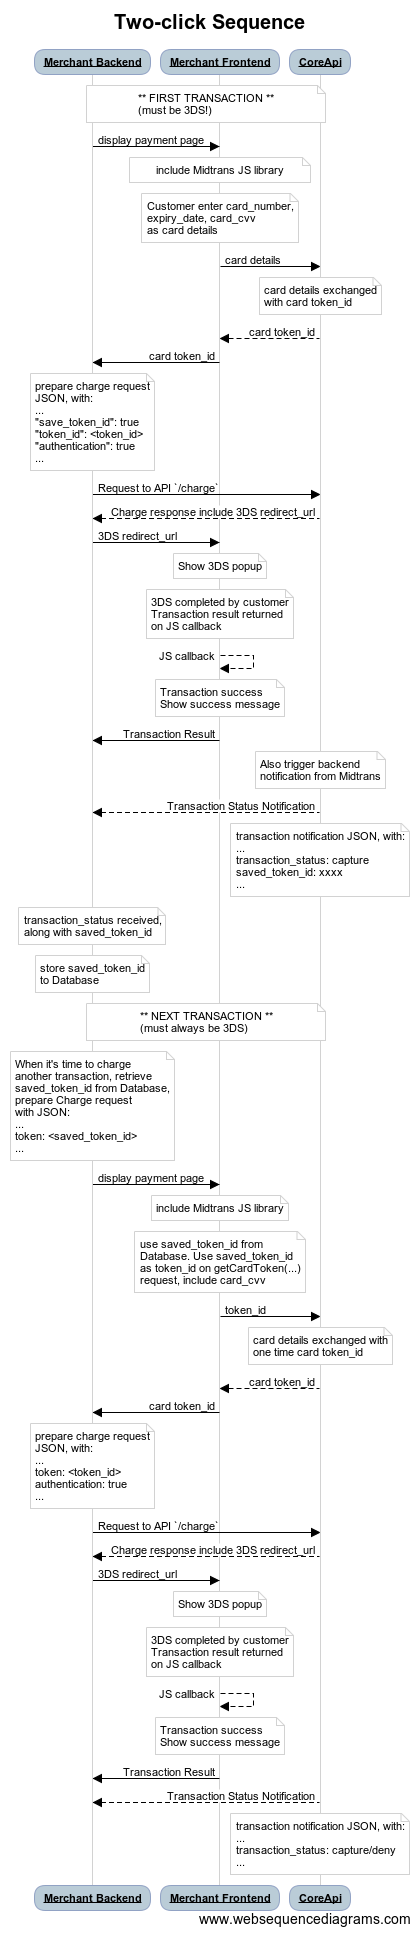 Two-click Sequence
Merchant Backend
Merchant Frontend
CoreApi
** FIRST TRANSACTION **
(must be 3DS!)
display payment page
include Midtrans JS library
Customer enter card_number,
expiry_date, card_cvv
as card details
card details
card details exchanged
with card token_id
card token_id
card token_id
prepare charge request
JSON, with:
...
"save_token_id": true
"token_id": <token_id>
"authentication": true
...
Request to API `/charge`
Charge response include 3DS redirect_url
3DS redirect_url
Show 3DS popup
3DS completed by customer
Transaction result returned
on JS callback
JS callback
Transaction success
Show success message
Transaction Result
Also trigger backend
notification from Midtrans
Transaction Status Notification
transaction notification JSON, with:
...
transaction_status: capture
saved_token_id: xxxx
...
transaction_status received,
along with saved_token_id
store saved_token_id
to Database
** NEXT TRANSACTION **
(must always be 3DS)
When it's time to charge
another transaction, retrieve
saved_token_id from Database,
prepare Charge request
with JSON:
...
token: <saved_token_id>
...
display payment page
include Midtrans JS library
use saved_token_id from
Database. Use saved_token_id
as token_id on getCardToken(...)
request, include card_cvv
token_id
card details exchanged with
one time card token_id
card token_id
card token_id
prepare charge request
JSON, with:
...
token: <token_id>
authentication: true
...
Request to API `/charge`
Charge response include 3DS redirect_url
3DS redirect_url
Show 3DS popup
3DS completed by customer
Transaction result returned
on JS callback
JS callback
Transaction success
Show success message
Transaction Result
Transaction Status Notification
transaction notification JSON, with:
...
transaction_status: capture/deny
...
Merchant Backend
Merchant Frontend
CoreApi
www.websequencediagrams.com